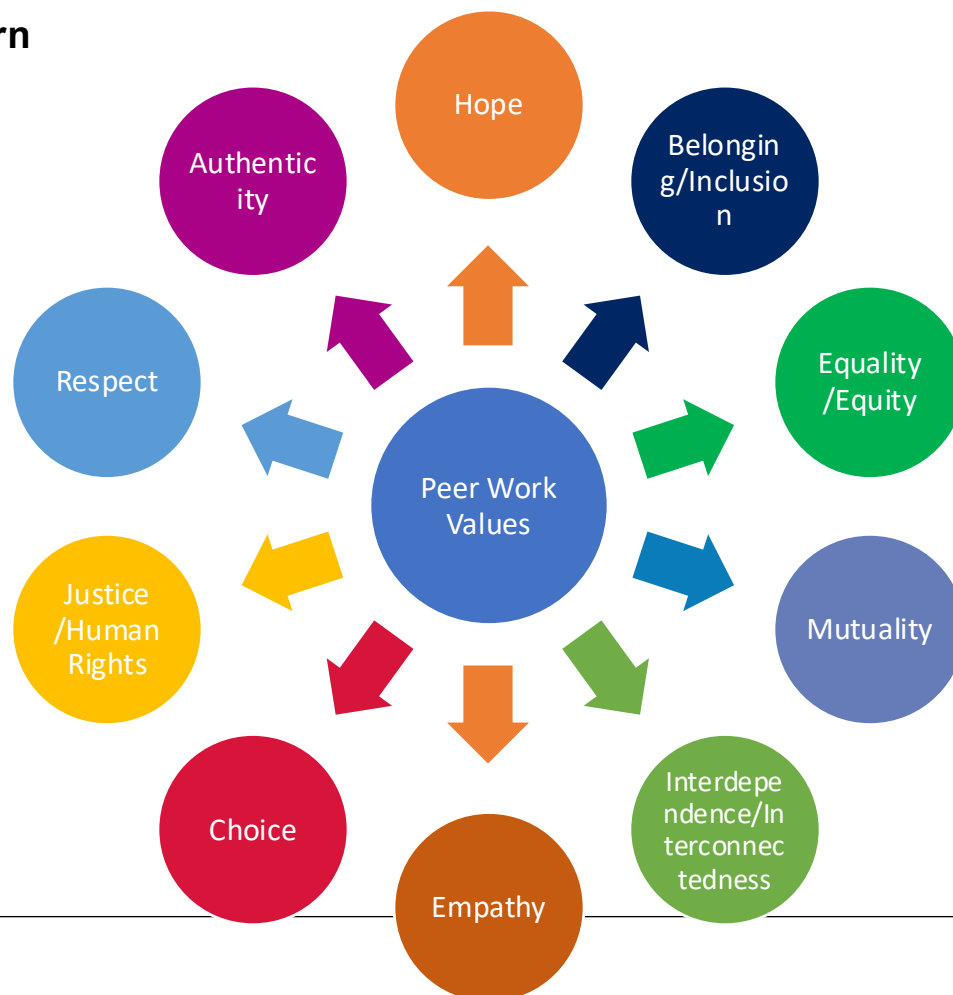 rn
Hope
Belongin
g/Inclusio
n
Equality
/Equity
Mutuality
Interdepe
ndence/In
terconnec
tedness
Empathy
Choice
Justice
/Human
Rights
Respect
Authentic
ity
Peer Work
Values